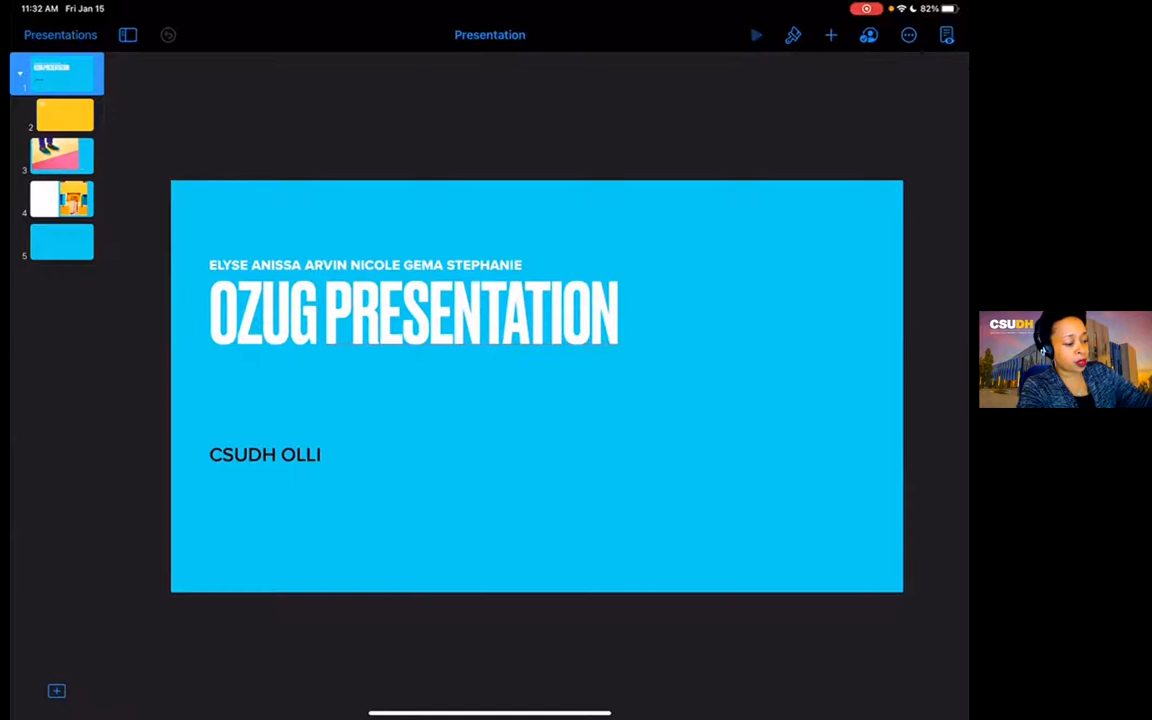 11:32 AM Fri Jan 15
82%
Presentations
Presentation
1
2
3
4
5
ELYSE ANISSA ARVIN NICOLE GEMA STEPHANIE
OZUG PRESENTATION
CSUDH OLLI
CSUDH